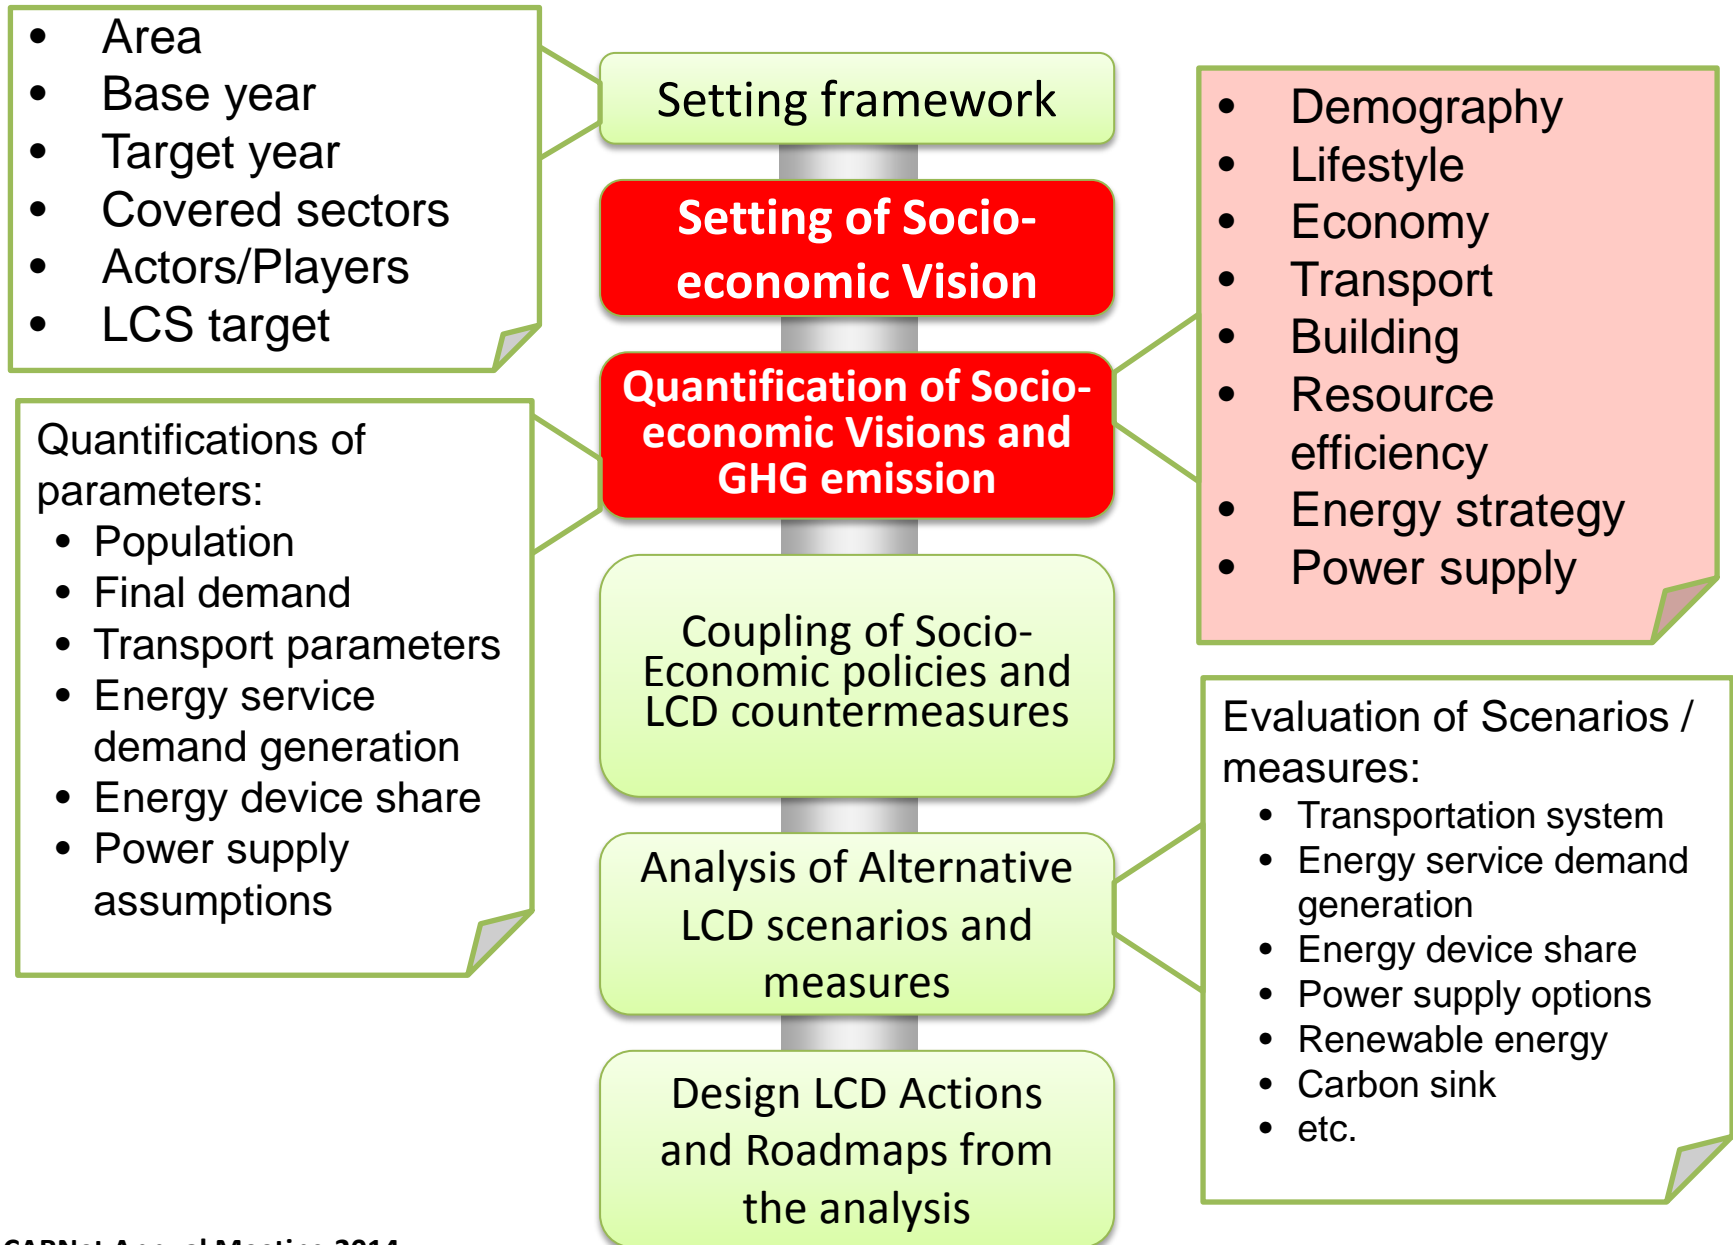 • Area
• Base year
• Target year
• Covered sectors
• Actors/Players
• LCS target
Setting framework
Setting of Socio-
economic Vision
Quantification of Socio-
economic Visions and
GHG emission
Coupling of Socio-
Economic policies and
LCD countermeasures
Analysis of Alternative
LCD scenarios and
measures
Design LCD Actions
and Roadmaps from
the analysis
• Demography
• Lifestyle
• Economy
• Transport
• Building
• Resource
efficiency
• Energy strategy
• Power supply
Quantifications of
parameters:
• Population
• Final demand
• Transport parameters
• Energy service
demand generation
• Energy device share
• Power supply
assumptions
Evaluation of Scenarios /
measures:
• Transportation system
• Energy service demand
generation
• Energy device share
• Power supply options
• Renewable energy
• Carbon sink
• etc.
Annual Meeting 2014